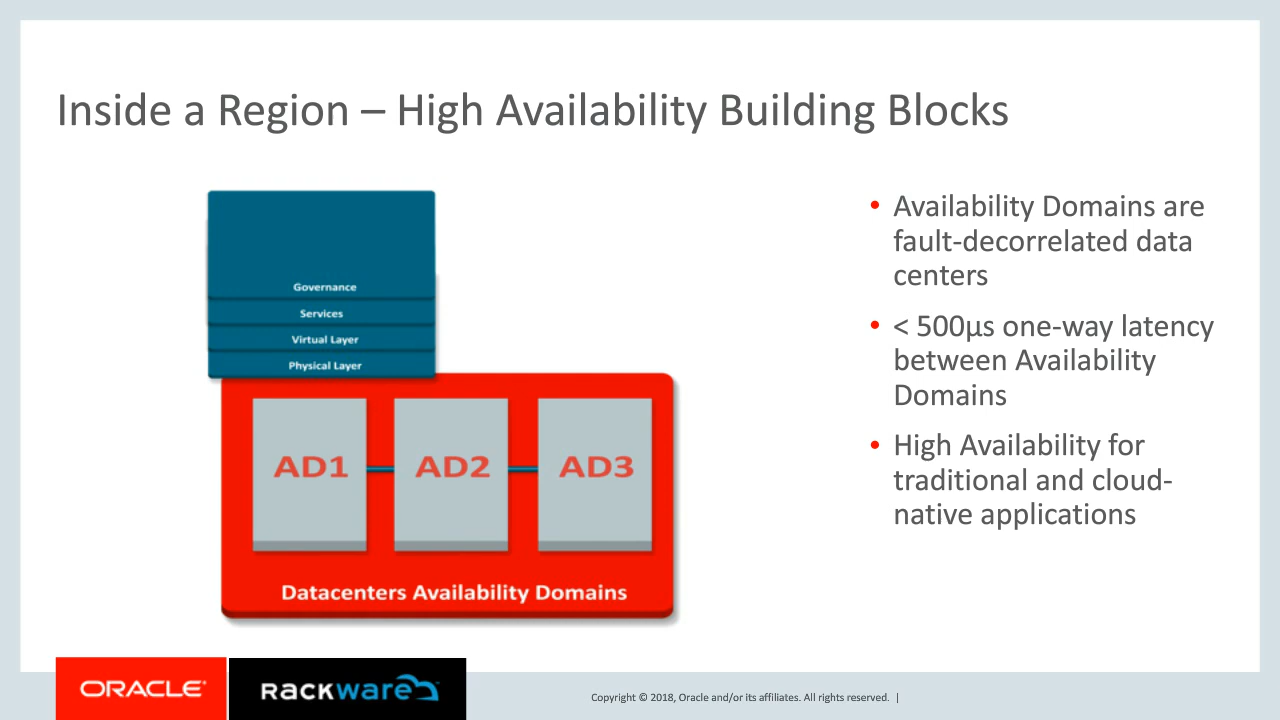 Inside a Region – High Availability Building Blocks
Governance
Services
Virtual Layer
Physical Layer
AD1 AD2 AD3
Datacenters Availability Domains
• Availability Domains are
fault-decorrelated data
centers
• < 500µs one-way latency
between Availability
Domains
• High Availability for
traditional and cloud-
native applications
ORACLE®
RACKWARE
Copyright © 2018, Oracle and/or its affiliates. All rights reserved. |